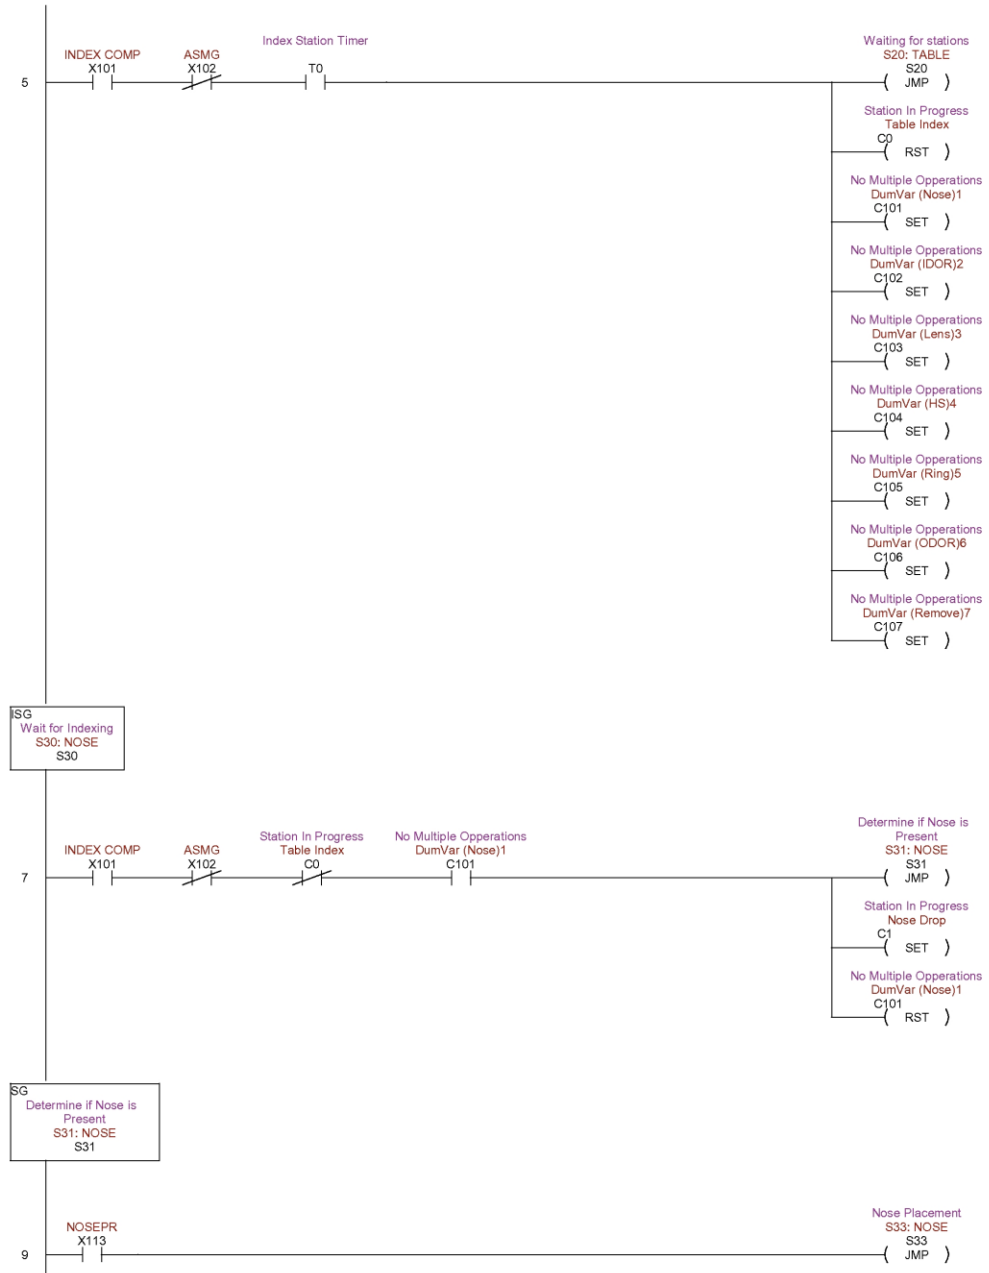 Index Station Timer
Waiting for stations
INDEX COMP ASMG S20: TABLE
X101 X102 T0 S20
5 JMP
Station In Progress
Table Index
C0
RST
No Multiple Opperations
DumVar (Nose)1
C101
SET
No Multiple Opperations
DumVar (IDOR)2
C102
SET
No Multiple Opperations
DumVar (Lens)3
C103
SET
No Multiple Opperations
DumVar (HS)4
C104
SET
No Multiple Opperations
DumVar (Ring)5
C105
SET
No Multiple Opperations
DumVar (ODOR)6
C106
SET
No Multiple Opperations
DumVar (Remove)7
C107
SET
ISG
Wait for Indexing
S30: NOSE
S30
Determine if Nose is
Station In Progress No Multiple Opperations Present
INDEX COMP ASMG Table Index DumVar (Nose)1 S31: NOSE
X101 X102 C0 C101 S31
7 JMP
Station In Progress
Nose Drop
C1
SET
No Multiple Opperations
DumVar (Nose)1
C101
RST
SG
Determine if Nose is
Present
S31: NOSE
S31
Nose Placement
NOSEPR S33: NOSE
X113 S33
9 JMP